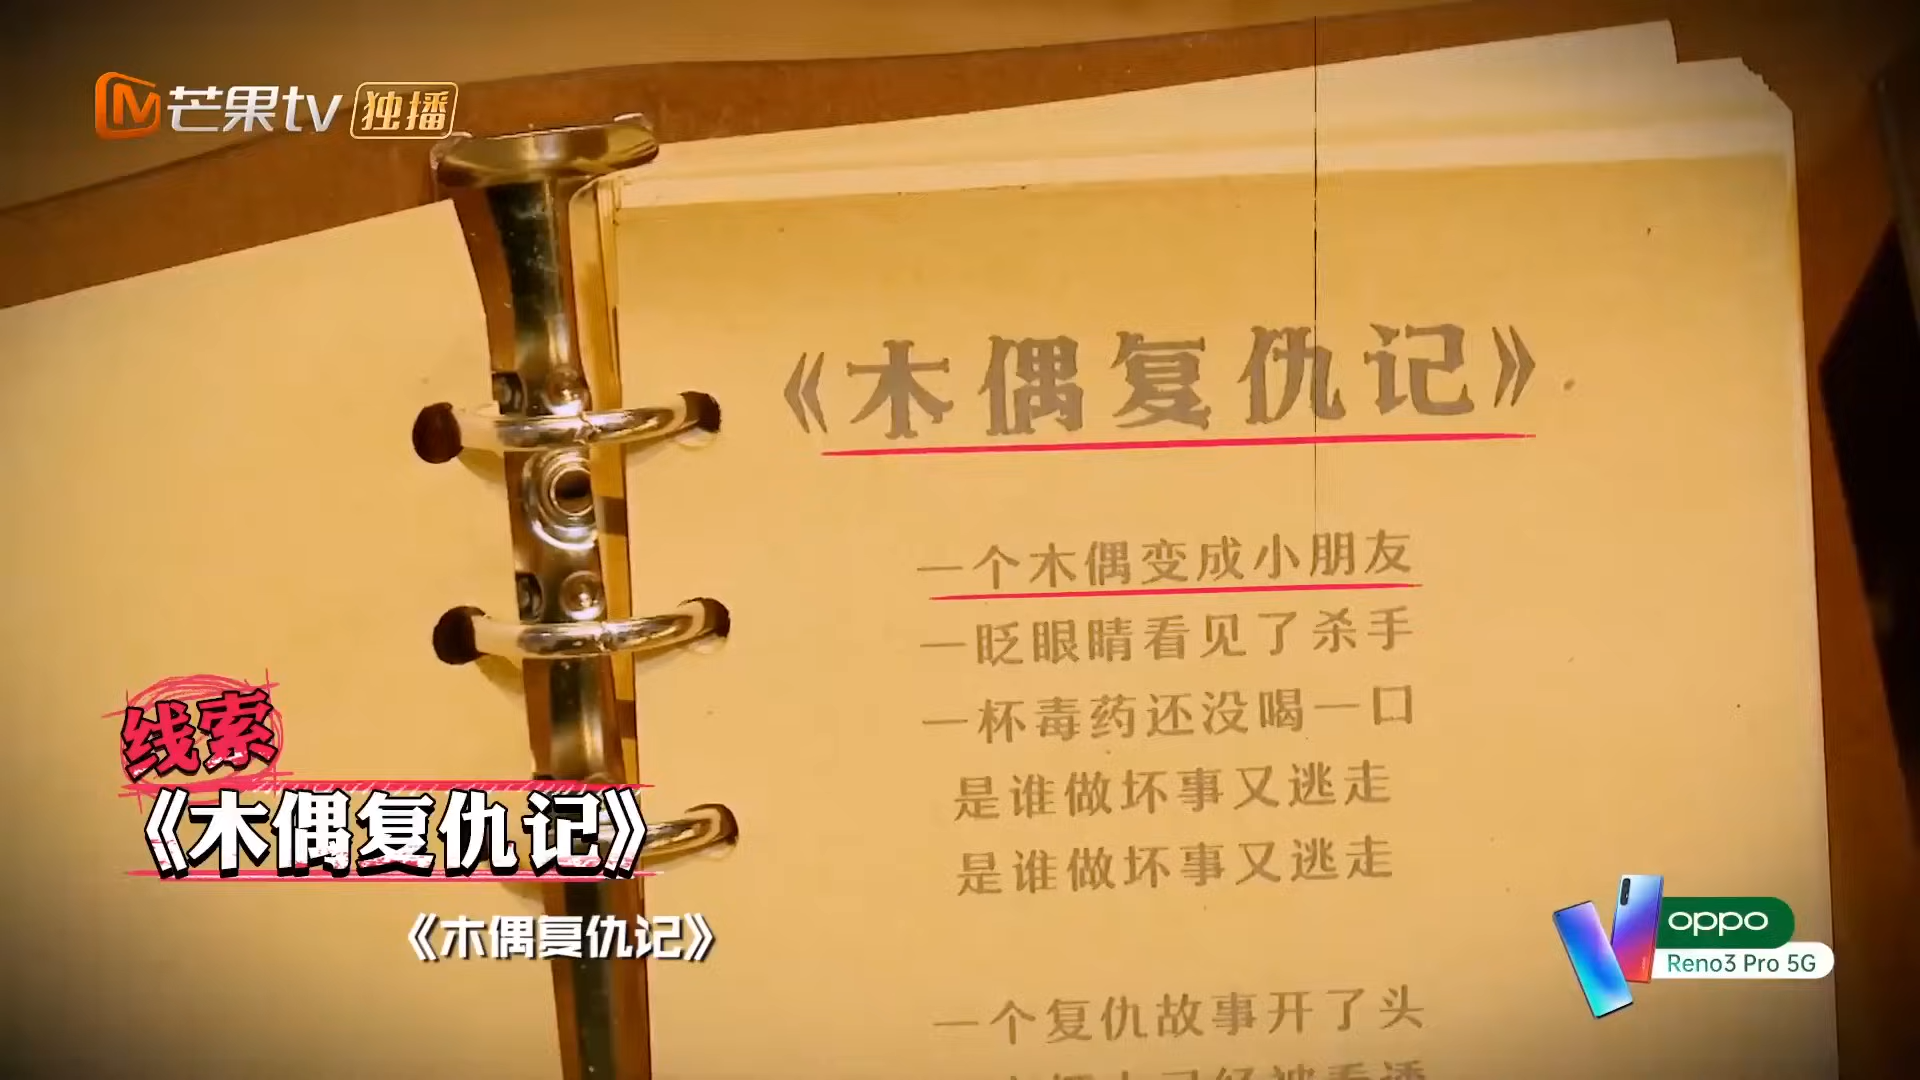 芒果tv 独播
《木偶复仇记》
一个木偶变成小朋友
一眨眼睛看见了杀手
一杯毒药还没喝一口
是谁做坏事又逃走
是谁做坏事又逃走
一个复仇故事开了头
线索
《木偶复仇记》
《木偶复仇记》
oppo
Reno3 Pro 5G